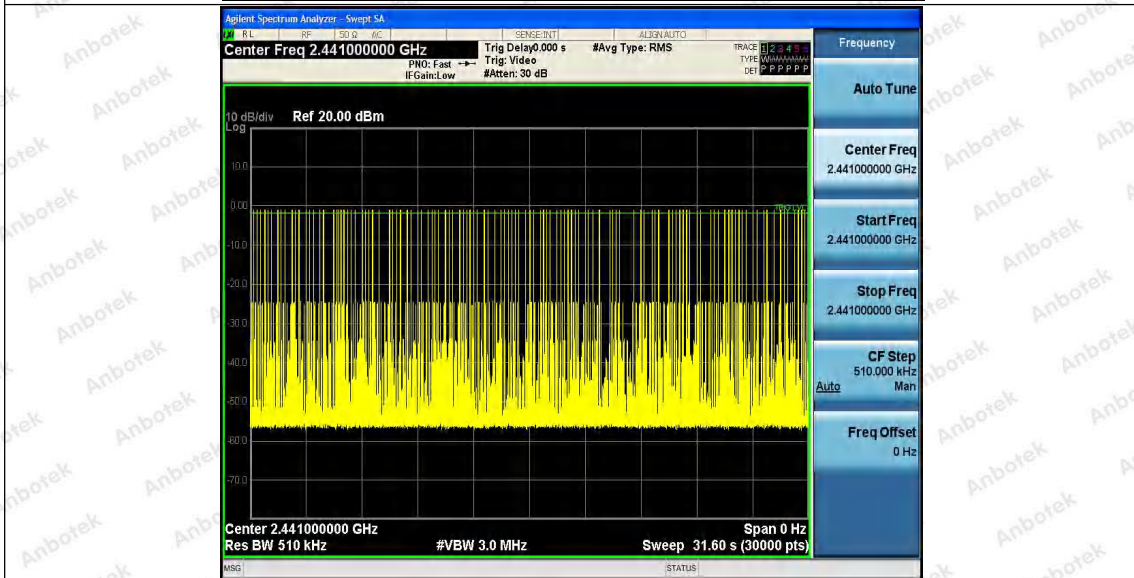 Agilent Spectrum Analyzer - Swept SA
RL RF 50 Ω AC SENSE:INT ALIGN AUTO
Center Freq 2.441000000 GHz
PNO: Fast
IFGain:Low
Trig Delay0.000 s
Trig: Video
#Atten: 30 dB
#Avg Type: RMS
TRACE 1 2 3 4 5 6
TYPE
DET P P P P P P
10 dB/div
Log
Ref 20.00 dBm
10.0
0.00
-10.0
-20.0
-30.0
-40.0
-50.0
-60.0
-70.0
TRIG LVL
Center 2.441000000 GHz
Span 0 Hz
Res BW 510 kHz
#VBW 3.0 MHz
Sweep 31.60 s (30000 pts)
MSG
STATUS
Frequency
Auto Tune
Center Freq
2.441000000 GHz
Start Freq
2.441000000 GHz
Stop Freq
2.441000000 GHz
CF Step
510.000 kHz
Auto Man
Freq Offset
0 Hz
Anbotek